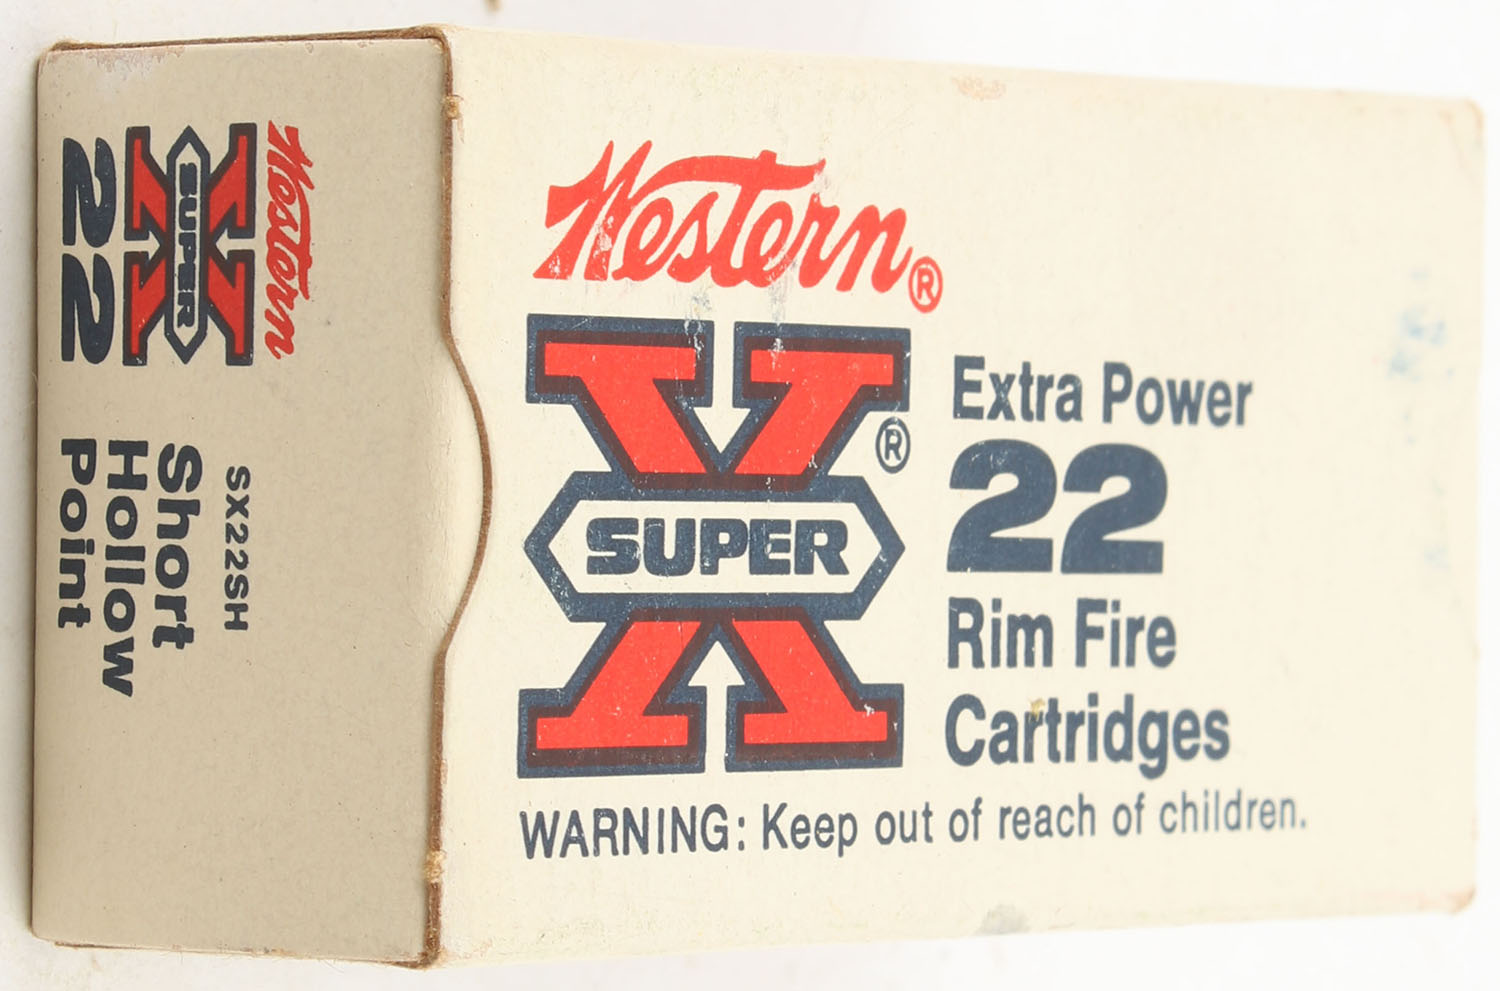 Western®
SUPER X®
Extra Power
22
Rim Fire
Cartridges
WARNING: Keep out of reach of children.
Western
SUPER X
22
SX22SH
Short
Hollow
Point